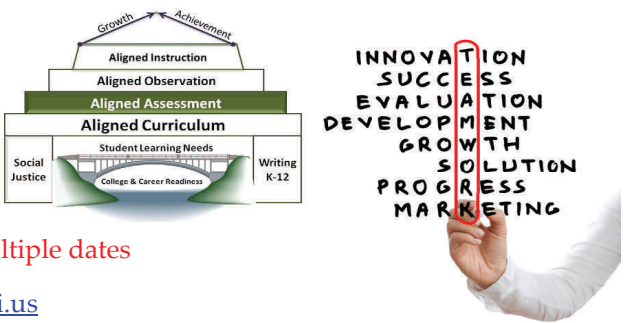 Growth
Achievement
Aligned Instruction
Aligned Observation
Aligned Assessment
Aligned Curriculum
Social
Justice
Student Learning Needs
College & Career Readiness
Writing
K-12
INNOVATION
SUCCESS
EVALUATION
DEVELOPMENT
GROWTH
SOLUTION
PROGRESS
MARKETING
ltiple dates
i.us